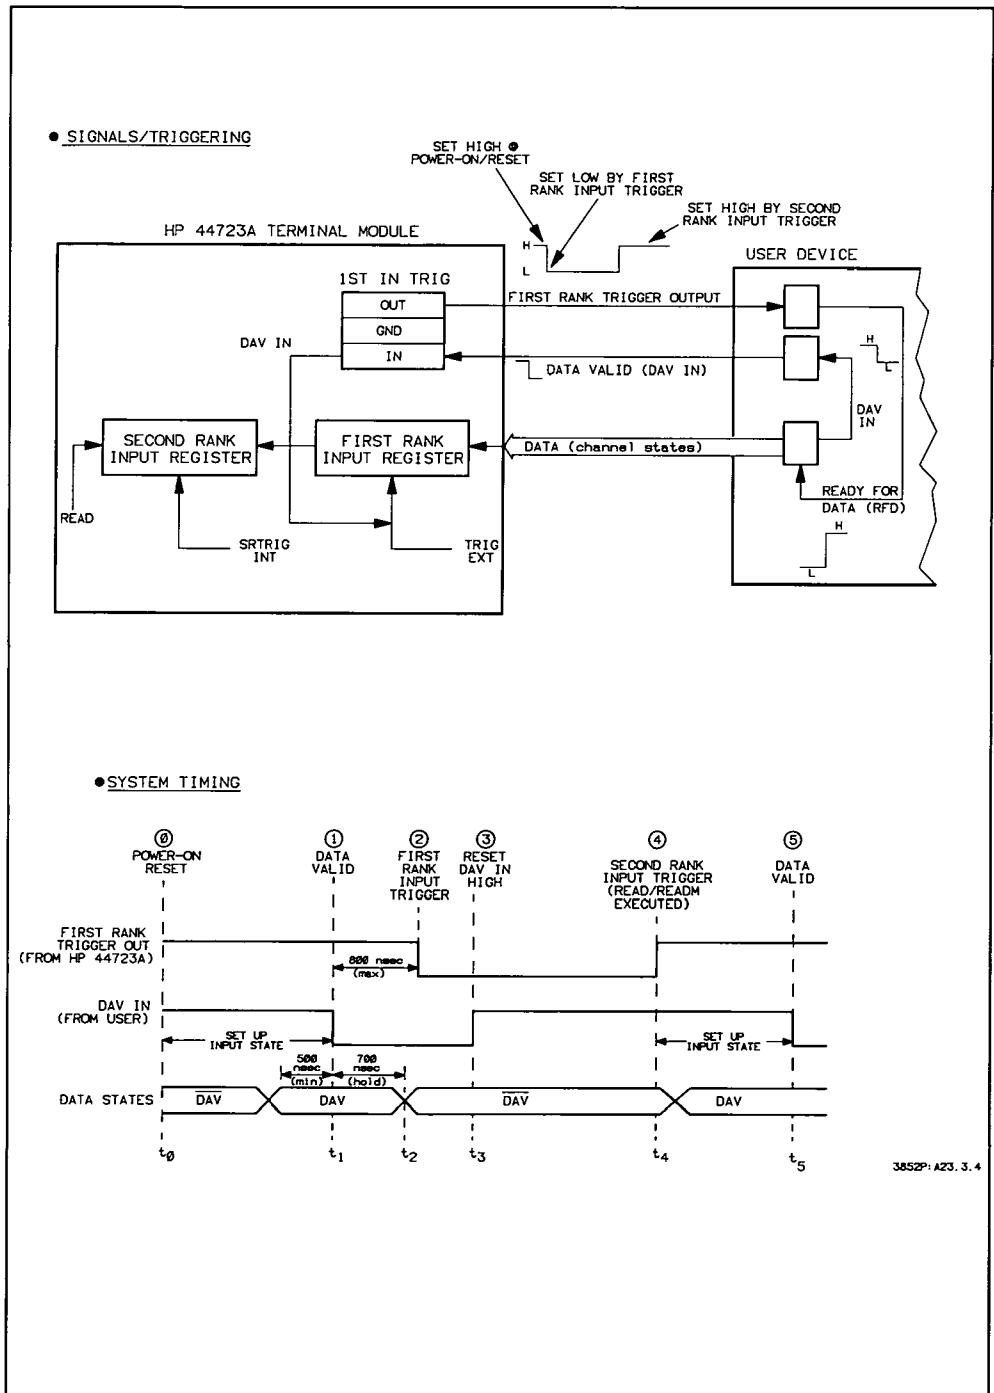 ● SIGNALS/TRIGGERING
SET HIGH @
POWER-ON/RESET
SET LOW BY FIRST
RANK INPUT TRIGGER
SET HIGH BY SECOND
RANK INPUT TRIGGER
H
L
HP 44723A TERMINAL MODULE
USER DEVICE
1ST IN TRIG
OUT
GND
IN
FIRST RANK TRIGGER OUTPUT
DAV IN
DATA VALID (DAV IN)
H
L
DAV
IN
SECOND RANK
INPUT REGISTER
FIRST RANK
INPUT REGISTER
DATA (channel states)
READ
SRTRIG
INT
TRIG
EXT
READY FOR
DATA (RFD)
H
L
● SYSTEM TIMING
0
POWER-ON
RESET
1
DATA
VALID
2
FIRST
RANK
INPUT
TRIGGER
3
RESET
DAV IN
HIGH
4
SECOND RANK
INPUT TRIGGER
(READ/READM
EXECUTED)
5
DATA
VALID
FIRST RANK
TRIGGER OUT
(FROM HP 44723A)
800 nsec
(max)
DAV IN
(FROM USER)
SET UP
INPUT STATE
SET UP
INPUT STATE
500
nsec
(min)
700
nsec
(hold)
DATA STATES
D̅A̅V̅
DAV
D̅A̅V̅
DAV
t0
t1
t2
t3
t4
t5
3852P:A23.3.4